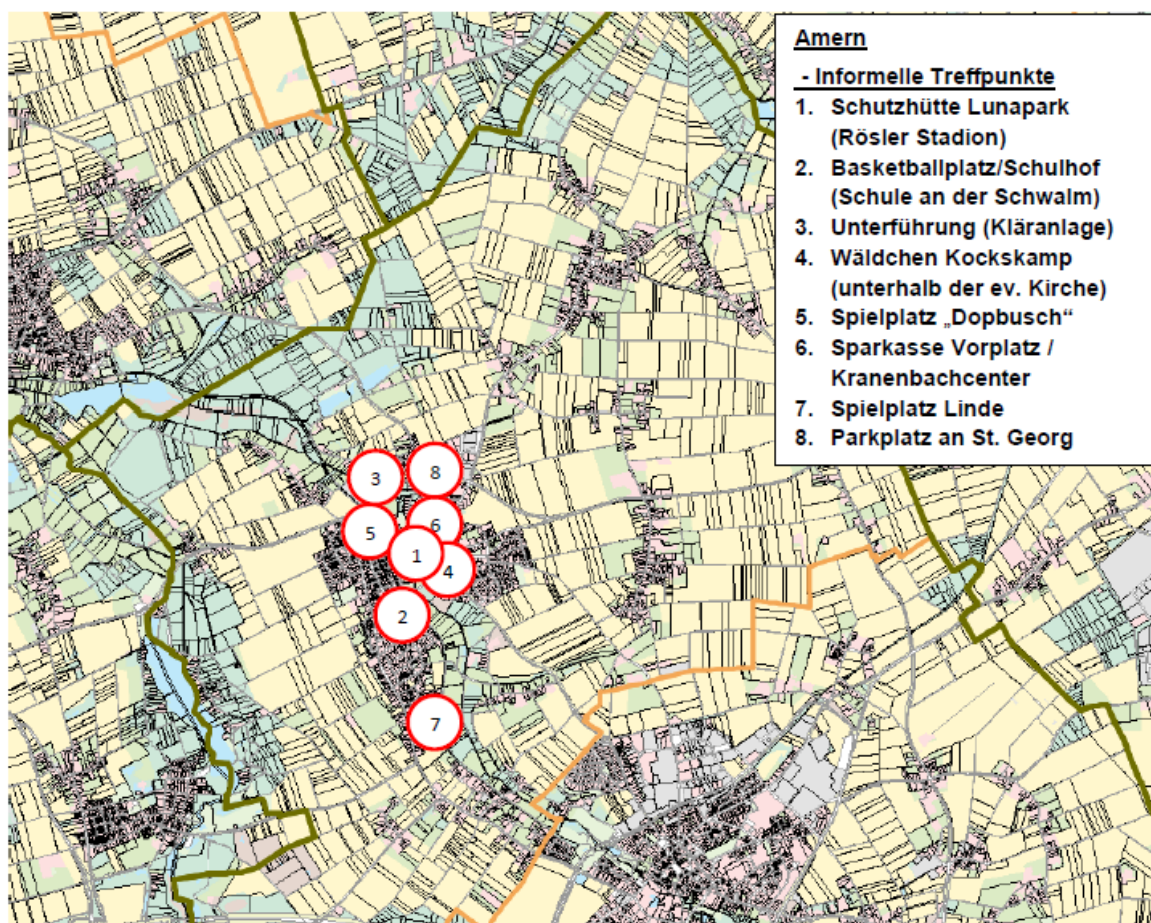 Amern
- Informelle Treffpunkte
1. Schutzhütte Lunapark
(Rösler Stadion)
2. Basketballplatz/Schulhof
(Schule an der Schwalm)
3. Unterführung (Kläranlage)
4. Wäldchen Kockskamp
(unterhalb der ev. Kirche)
5. Spielplatz „Dopbusch“
6. Sparkasse Vorplatz /
Kranenbachcenter
7. Spielplatz Linde
8. Parkplatz an St. Georg
3
8
5
6
1
4
2
7